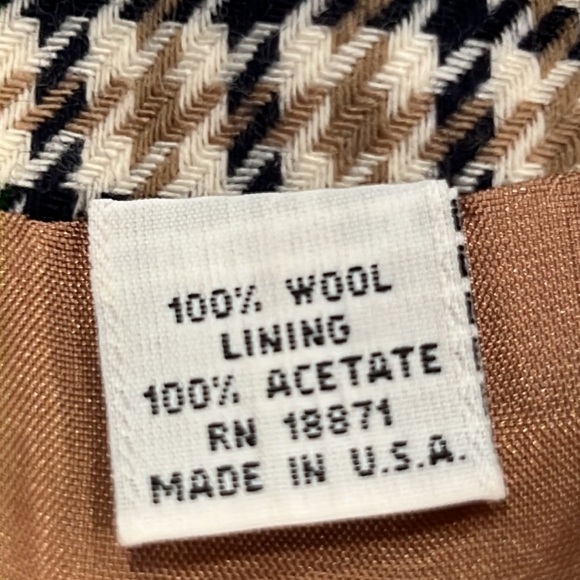 100% WOOL
LINING
100% ACETATE
RN 18871
MADE IN U.S.A.